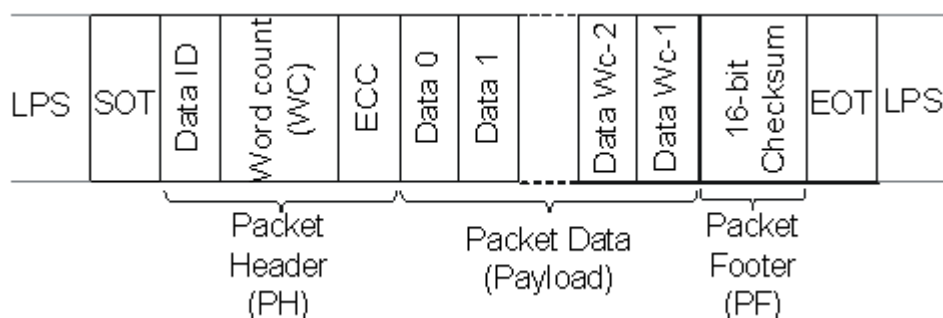 LPS
SOT
Data ID
Word count
(WC)
ECC
Data 0
Data 1
Data Wc-2
Data Wc-1
16-bit
Checksum
EOT
LPS
Packet
Header
(PH)
Packet Data
(Payload)
Packet
Footer
(PF)